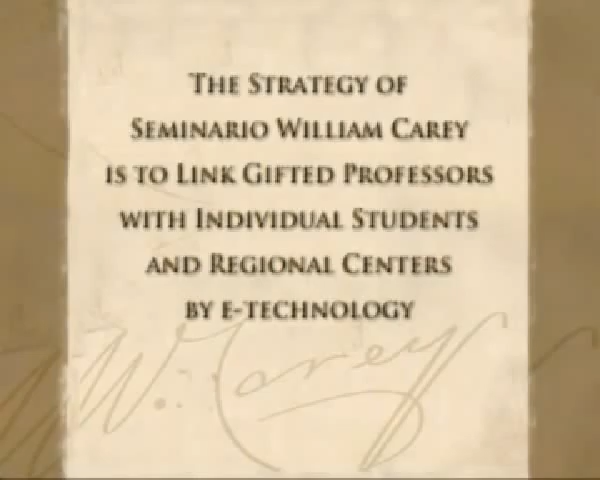 THE STRATEGY OF
SEMINARIO WILLIAM CAREY
IS TO LINK GIFTED PROFESSORS
WITH INDIVIDUAL STUDENTS
AND REGIONAL CENTERS
BY E-TECHNOLOGY
W. Carey